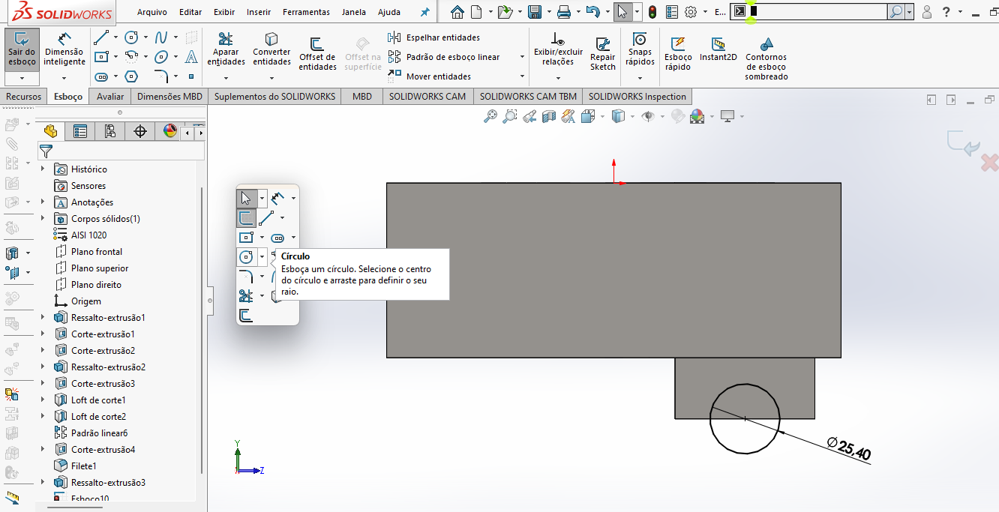 SOLIDWORKS
Arquivo Editar Exibir Inserir Ferramentas Janela Ajuda
E...
?
Sair do esboço
Dimensão inteligente
Aparar entidades
Converter entidades
Offset de entidades
Offset na superfície
Espelhar entidades
Padrão de esboço linear
Mover entidades
Exibir/excluir relações
Repair Sketch
Snaps rápidos
Esboço rápido
Instant2D
Contornos de esboço sombreado
Recursos Esboço Avaliar Dimensões MBD Suplementos do SOLIDWORKS MBD SOLIDWORKS CAM SOLIDWORKS CAM TBM SOLIDWORKS Inspection
Histórico
Sensores
Anotações
Corpos sólidos(1)
AISI 1020
Plano frontal
Plano superior
Plano direito
Origem
Ressalto-extrusão1
Corte-extrusão1
Corte-extrusão2
Ressalto-extrusão2
Corte-extrusão3
Loft de corte1
Loft de corte2
Padrão linear6
Corte-extrusão4
Filete1
Ressalto-extrusão3
Esboço10
Círculo
Esboça um círculo. Selecione o centro
do círculo e arraste para definir o seu
raio.
Ø25,40
Y
Z